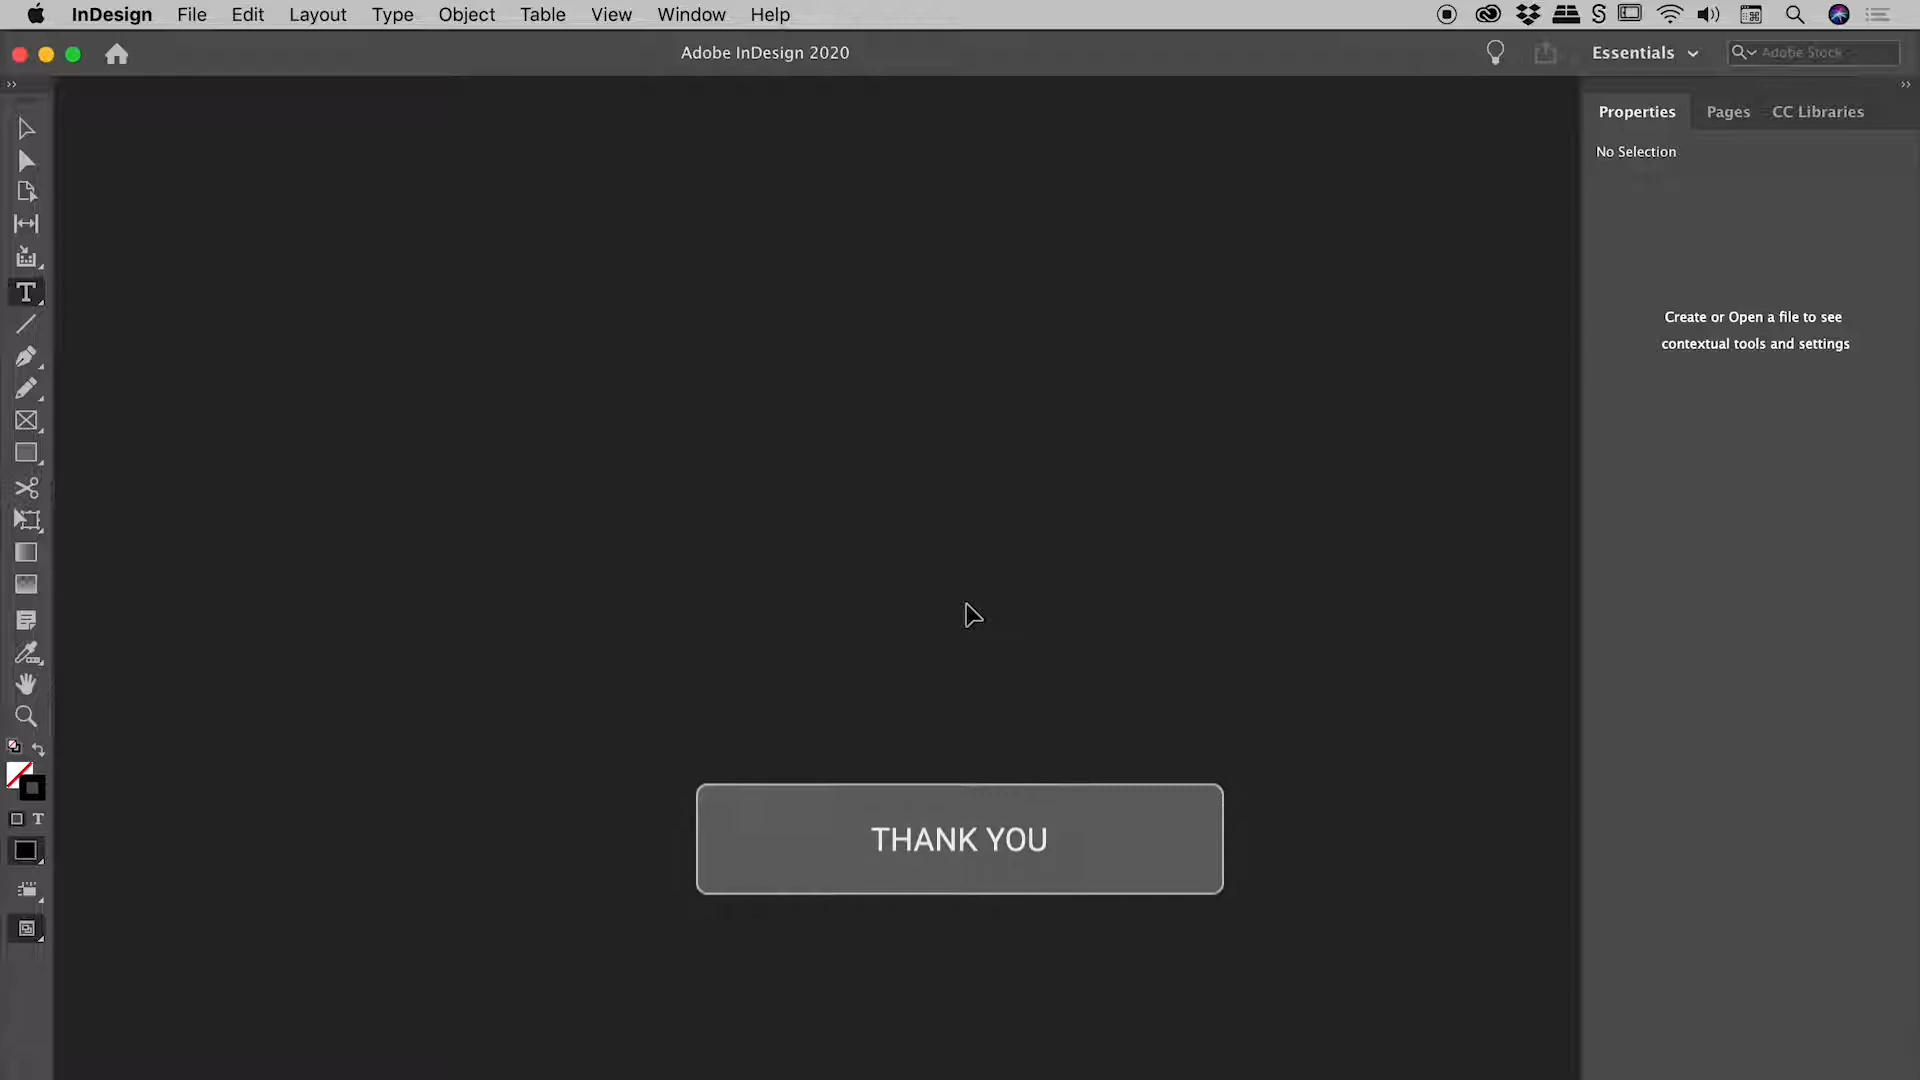 InDesign File Edit Layout Type Object Table View Window Help
Adobe InDesign 2020
Essentials
Adobe Stock
Properties Pages CC Libraries
No Selection
Create or Open a file to see
contextual tools and settings
THANK YOU